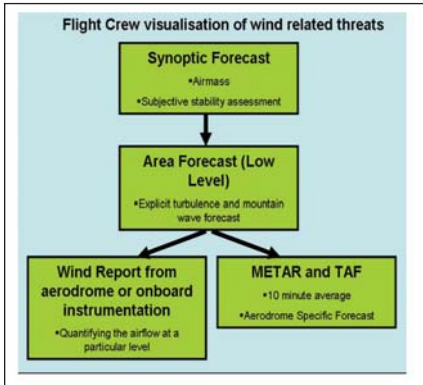 Flight Crew visualisation of wind related threats
Synoptic Forecast
•Airmass
•Subjective stability assessment
Area Forecast (Low
Level)
•Explicit turbulence and mountain
wave forecast
Wind Report from
aerodrome or onboard
instrumentation
•Quantifying the airflow at a
particular level
METAR and TAF
•10 minute average
•Aerodrome Specific Forecast